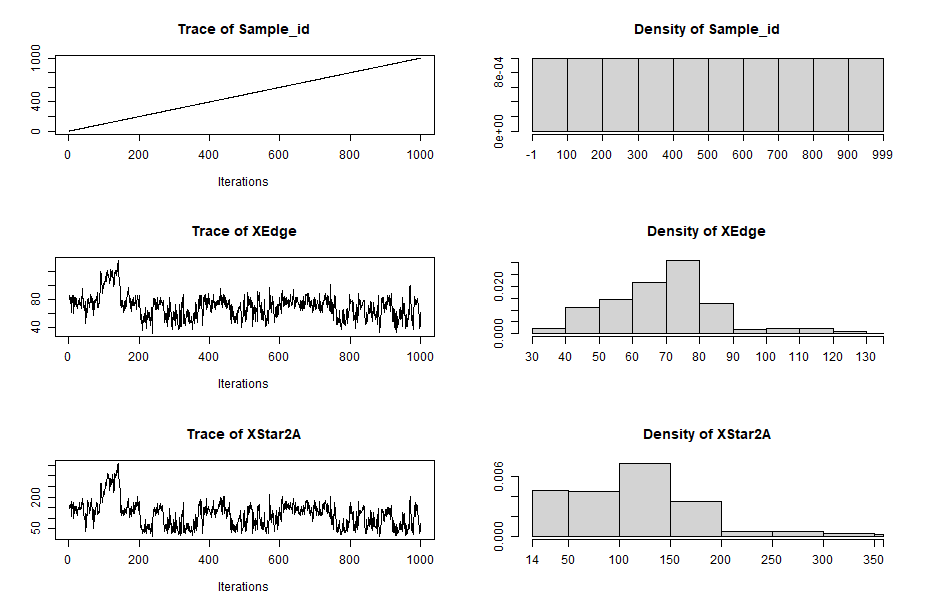 Trace of Sample_id
0 400 1000
0 200 400 600 800 1000
Iterations
Density of Sample_id
0e+00 8e-04
-1 100 200 300 400 500 600 700 800 900 999
Trace of XEdge
40 80
0 200 400 600 800 1000
Iterations
Density of XEdge
0.000 0.020
30 40 50 60 70 80 90 100 110 120 130
Trace of XStar2A
50 200
0 200 400 600 800 1000
Iterations
Density of XStar2A
0.000 0.006
14 50 100 150 200 250 300 350